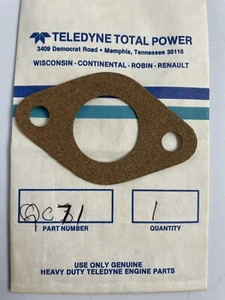 TELEDYNE TOTAL POWER
3409 Democrat Road • Memphis, Tennessee 38118
WISCONSIN - CONTINENTAL - ROBIN - RENAULT
QC71 1
PART NUMBER QUANTITY
USE ONLY GENUINE
HEAVY DUTY TELEDYNE ENGINE PARTS